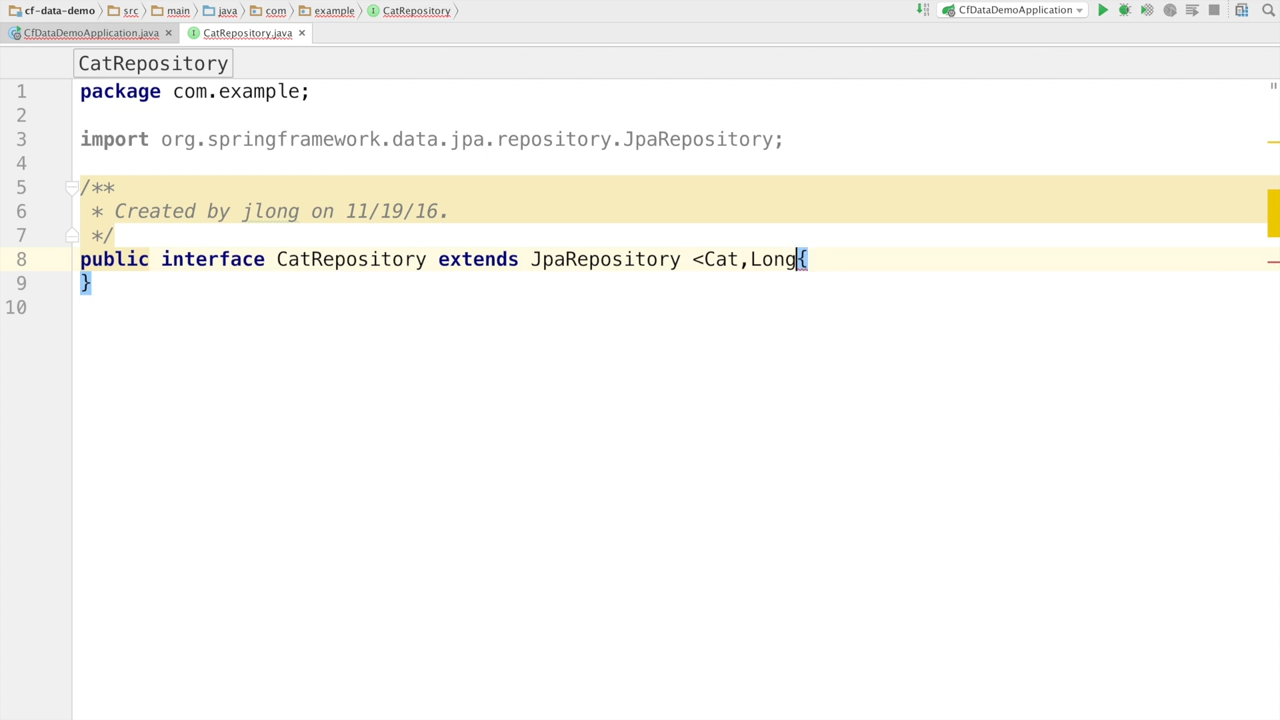 cf-data-demo src main java com example CatRepository CfDataDemoApplication
CfDataDemoApplication.java CatRepository.java
CatRepository
1 package com.example;
2
3 import org.springframework.data.jpa.repository.JpaRepository;
4
5 /**
6 * Created by jlong on 11/19/16.
7 */
8 public interface CatRepository extends JpaRepository <Cat,Long{
9 }
10